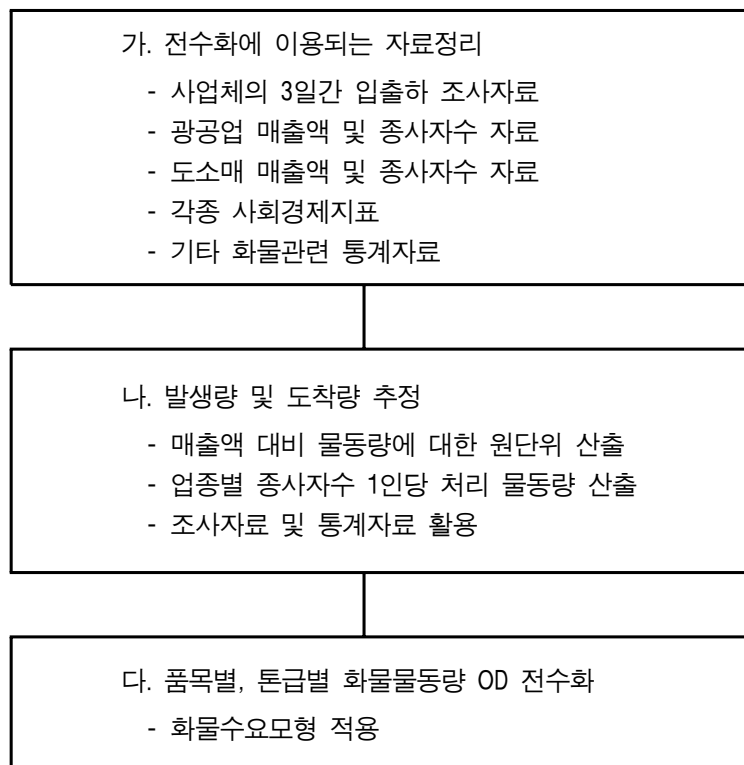 가. 전수화에 이용되는 자료정리
- 사업체의 3일간 입출하 조사자료
- 광공업 매출액 및 종사자수 자료
- 도소매 매출액 및 종사자수 자료
- 각종 사회경제지표
- 기타 화물관련 통계자료
나. 발생량 및 도착량 추정
- 매출액 대비 물동량에 대한 원단위 산출
- 업종별 종사자수 1인당 처리 물동량 산출
- 조사자료 및 통계자료 활용
다. 품목별, 톤급별 화물물동량 OD 전수화
- 화물수요모형 적용